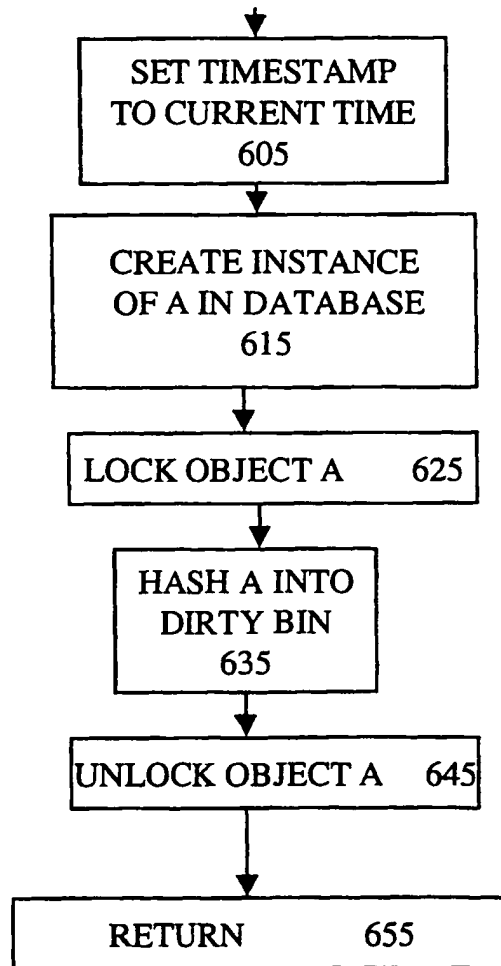 SET TIMESTAMP
TO CURRENT TIME
605
CREATE INSTANCE
OF A IN DATABASE
615
LOCK OBJECT A 625
HASH A INTO
DIRTY BIN
635
UNLOCK OBJECT A 645
RETURN 655